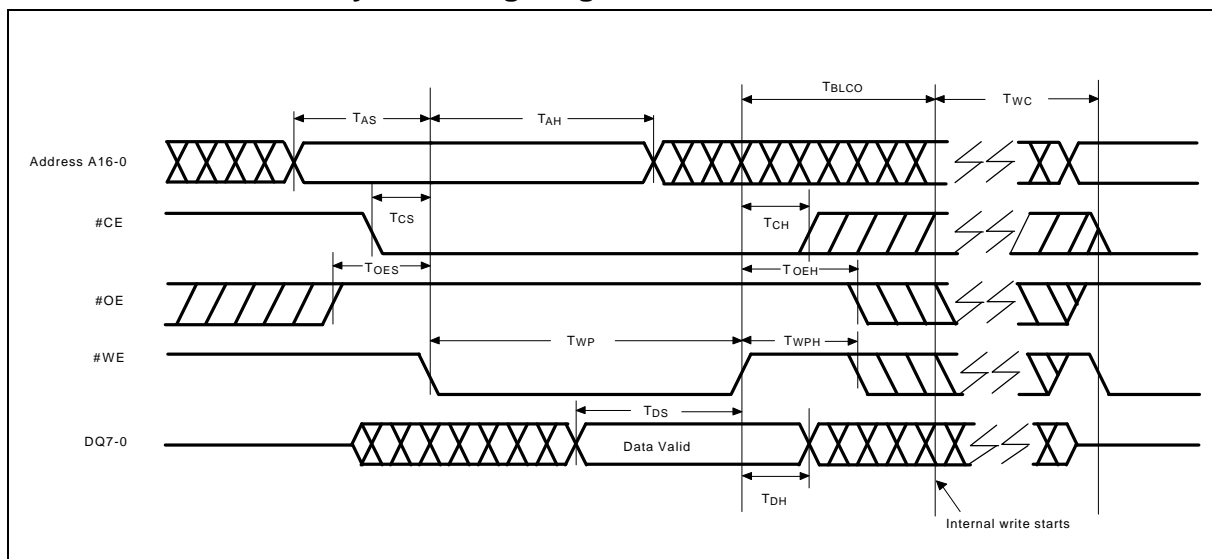 TBLCO
TWC
TAS
TAH
Address A16-0
TCS
TCH
#CE
TOES
TOEH
#OE
TWP
TWPH
#WE
TDS
DQ7-0
Data Valid
TDH
Internal write starts